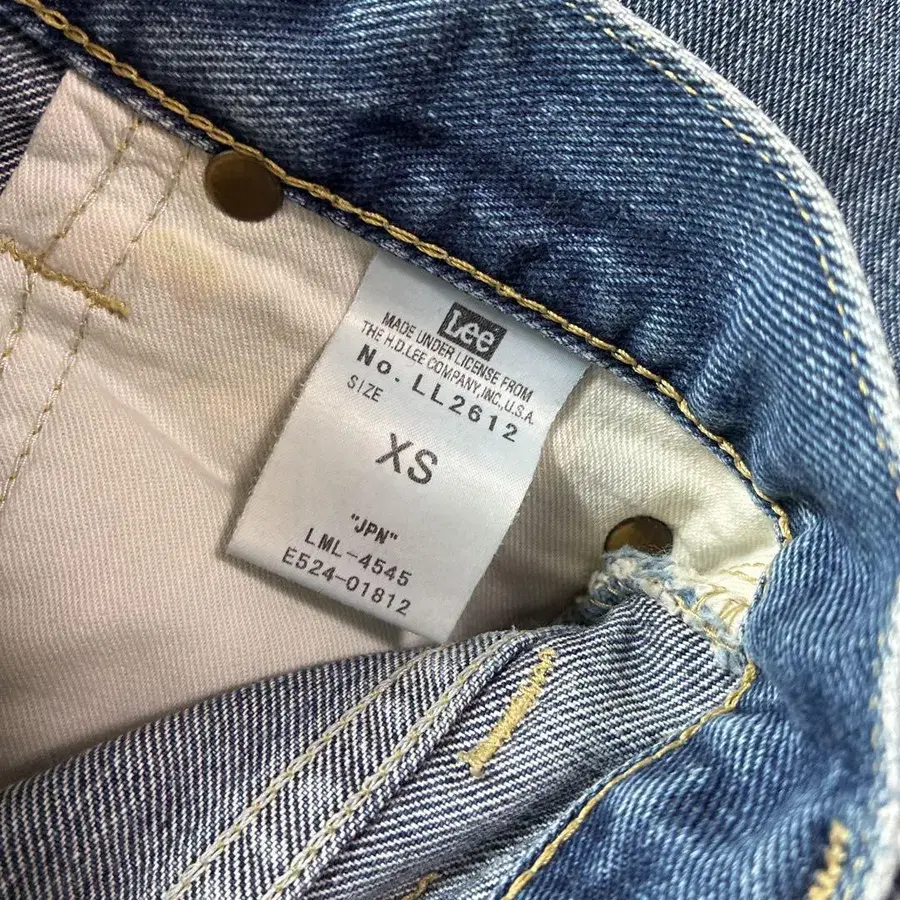 Lee
MADE UNDER LICENSE FROM
THE H.D.LEE COMPANY,INC.,U.S.A.
No. LL2612
SIZE
XS
"JPN"
LML-4545
E524-01812